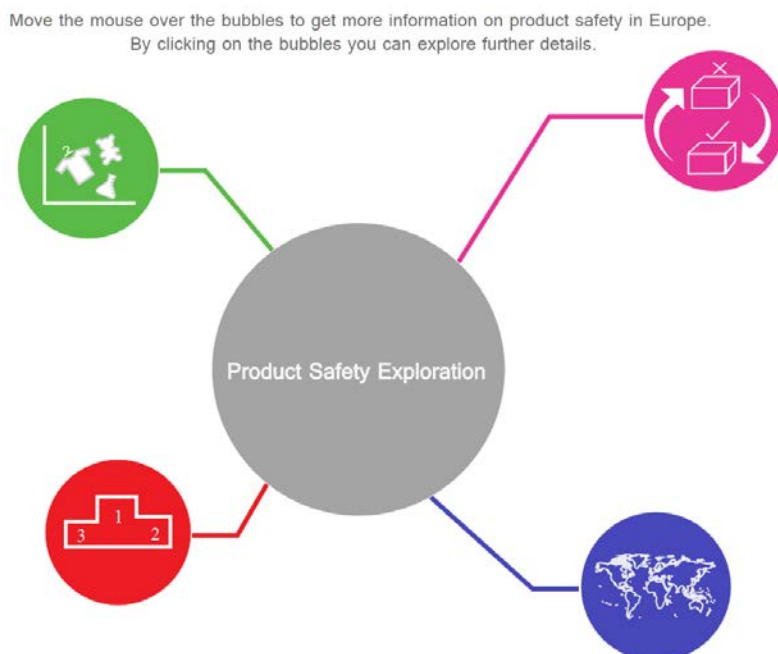 Move the mouse over the bubbles to get more information on product safety in Europe.
By clicking on the bubbles you can explore further details.
?
Product Safety Exploration
1
3 2